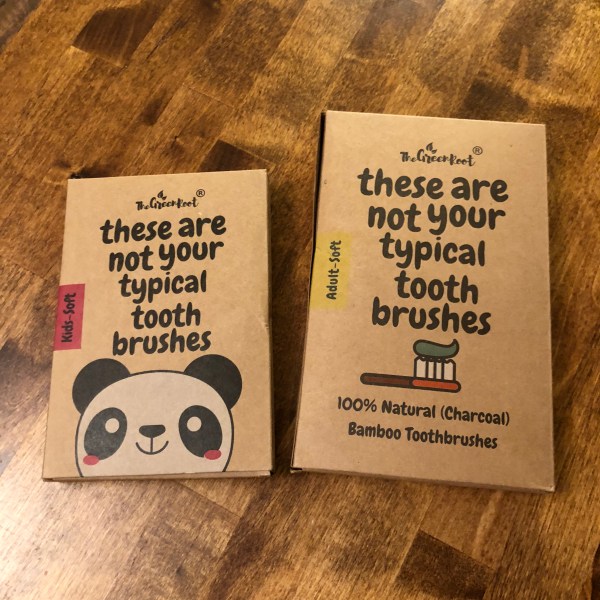 TheGreenRoot®
these are
not your
typical
tooth
brushes
Kids-Soft
TheGreenRoot®
these are
not your
typical
tooth
brushes
Adult-Soft
100% Natural (Charcoal)
Bamboo Toothbrushes